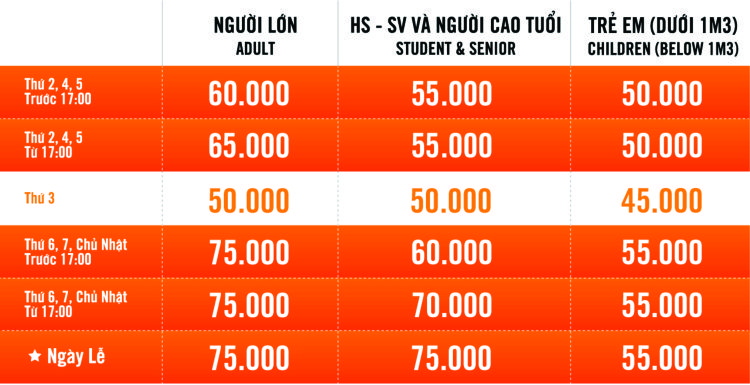 NGƯỜI LỚN
ADULT
HS - SV VÀ NGƯỜI CAO TUỔI
STUDENT & SENIOR
TRẺ EM (DƯỚI 1M3)
CHILDREN (BELOW 1M3)
Thứ 2, 4, 5
Trước 17:00
60.000
55.000
50.000
Thứ 2, 4, 5
Từ 17:00
65.000
55.000
50.000
Thứ 3
50.000
50.000
45.000
Thứ 6, 7, Chủ Nhật
Trước 17:00
75.000
60.000
55.000
Thứ 6, 7, Chủ Nhật
Từ 17:00
75.000
70.000
55.000
★ Ngày Lễ
75.000
75.000
55.000